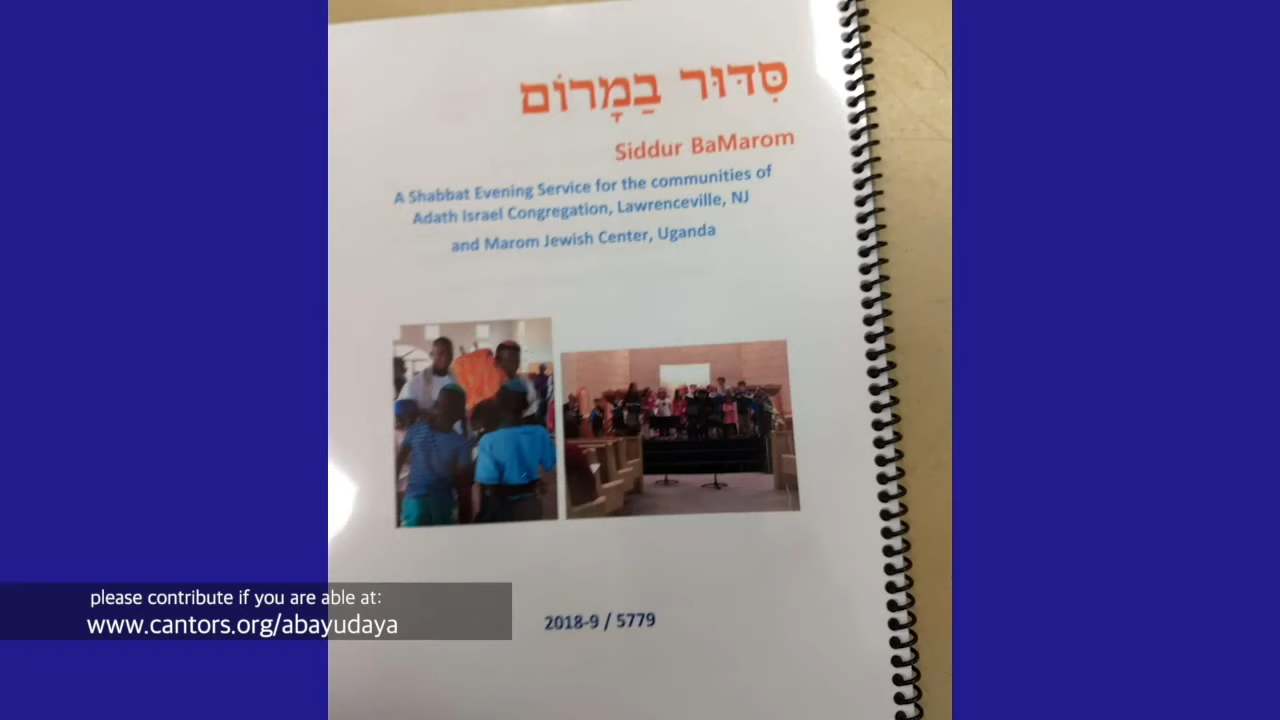 סִדּוּר בַּמָּרוֹם
Siddur BaMarom
A Shabbat Evening Service for the communities of
Adath Israel Congregation, Lawrenceville, NJ
and Marom Jewish Center, Uganda
2018-9 / 5779
please contribute if you are able at:
www.cantors.org/abayudaya